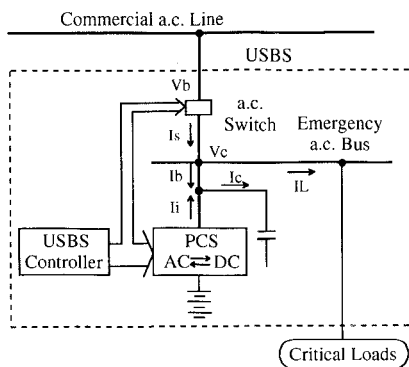 Commercial a.c. Line
USBS
Vb
a.c.
Switch
Is
Emergency
a.c. Bus
Vc
Ib
Ic
IL
Ii
USBS
Controller
PCS
AC ⇄ DC
Critical Loads